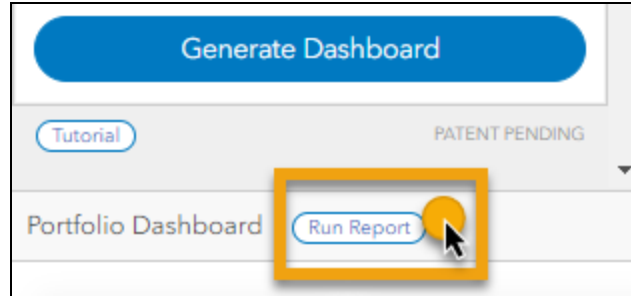 Generate Dashboard
Tutorial
PATENT PENDING
Portfolio Dashboard
Run Report